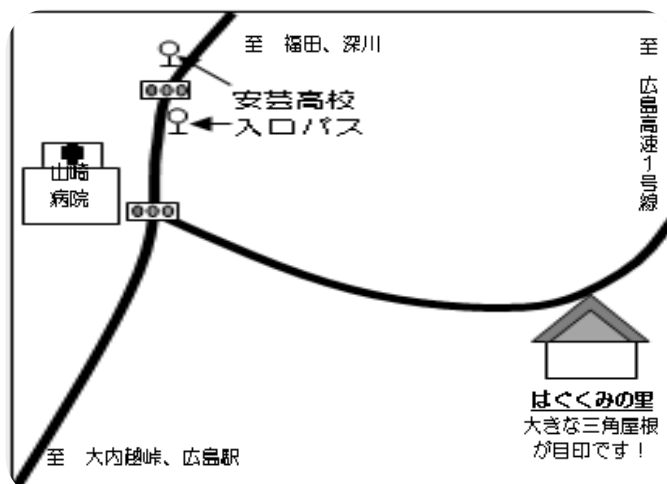 至　福田、深川
至　広島高速１号線
安芸高校
入口バス
山崎
病院
はぐくみの里
大きな三角屋根
が目印です！
至　大内越峠、広島駅